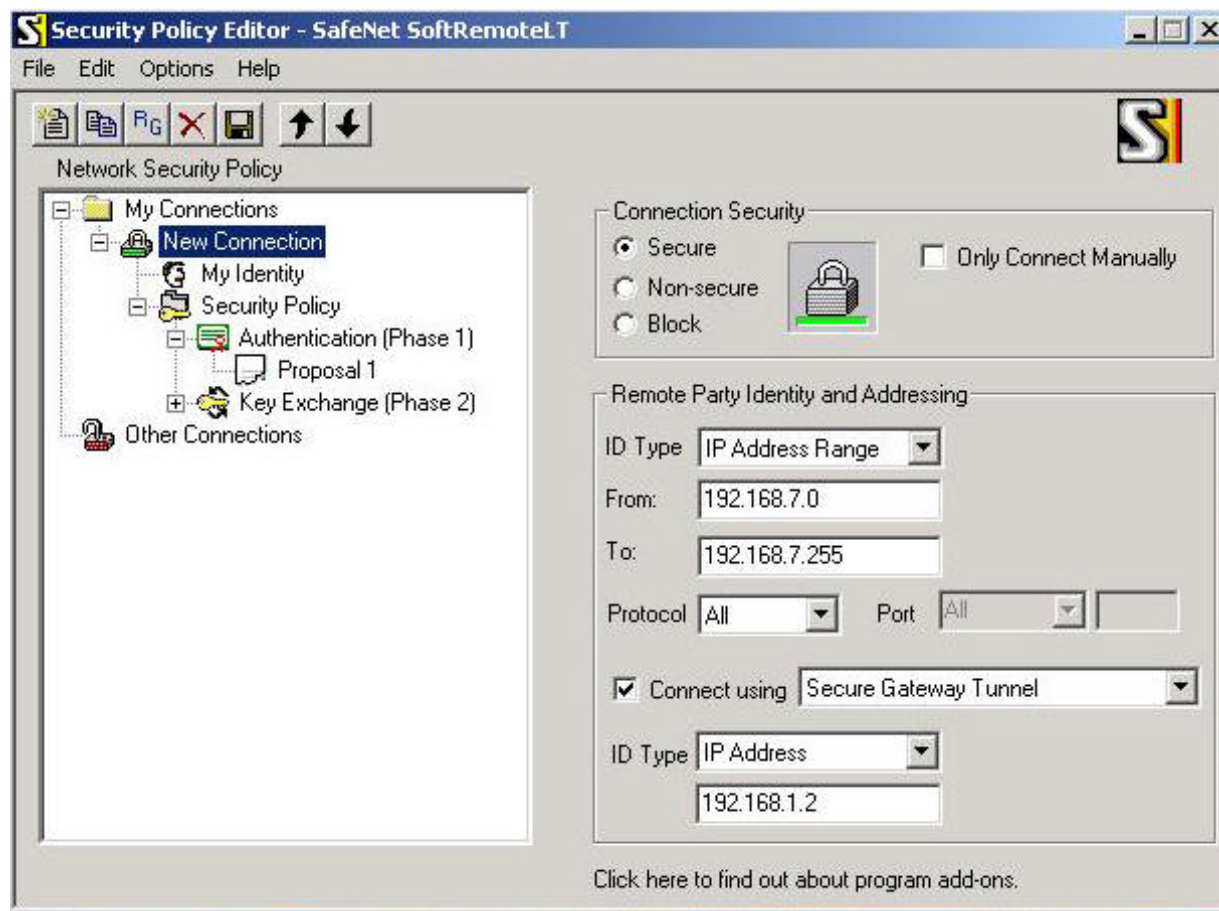 Security Policy Editor - SafeNet SoftRemoteLT
File Edit Options Help
RG
Network Security Policy
My Connections
New Connection
My Identity
Security Policy
Authentication (Phase 1)
Proposal 1
Key Exchange (Phase 2)
Other Connections
S
Connection Security
Secure
Only Connect Manually
Non-secure
Block
Remote Party Identity and Addressing
ID Type IP Address Range
From: 192.168.7.0
To: 192.168.7.255
Protocol All Port All
Connect using Secure Gateway Tunnel
ID Type IP Address
192.168.1.2
Click here to find out about program add-ons.